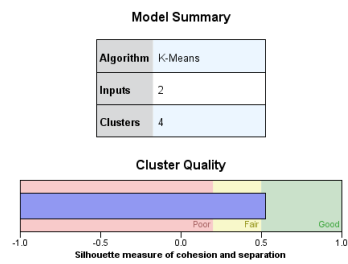 Model Summary
Algorithm K-Means
Inputs 2
Clusters 4
Cluster Quality
Poor Fair Good
-1.0 -0.5 0.0 0.5 1.0
Silhouette measure of cohesion and separation